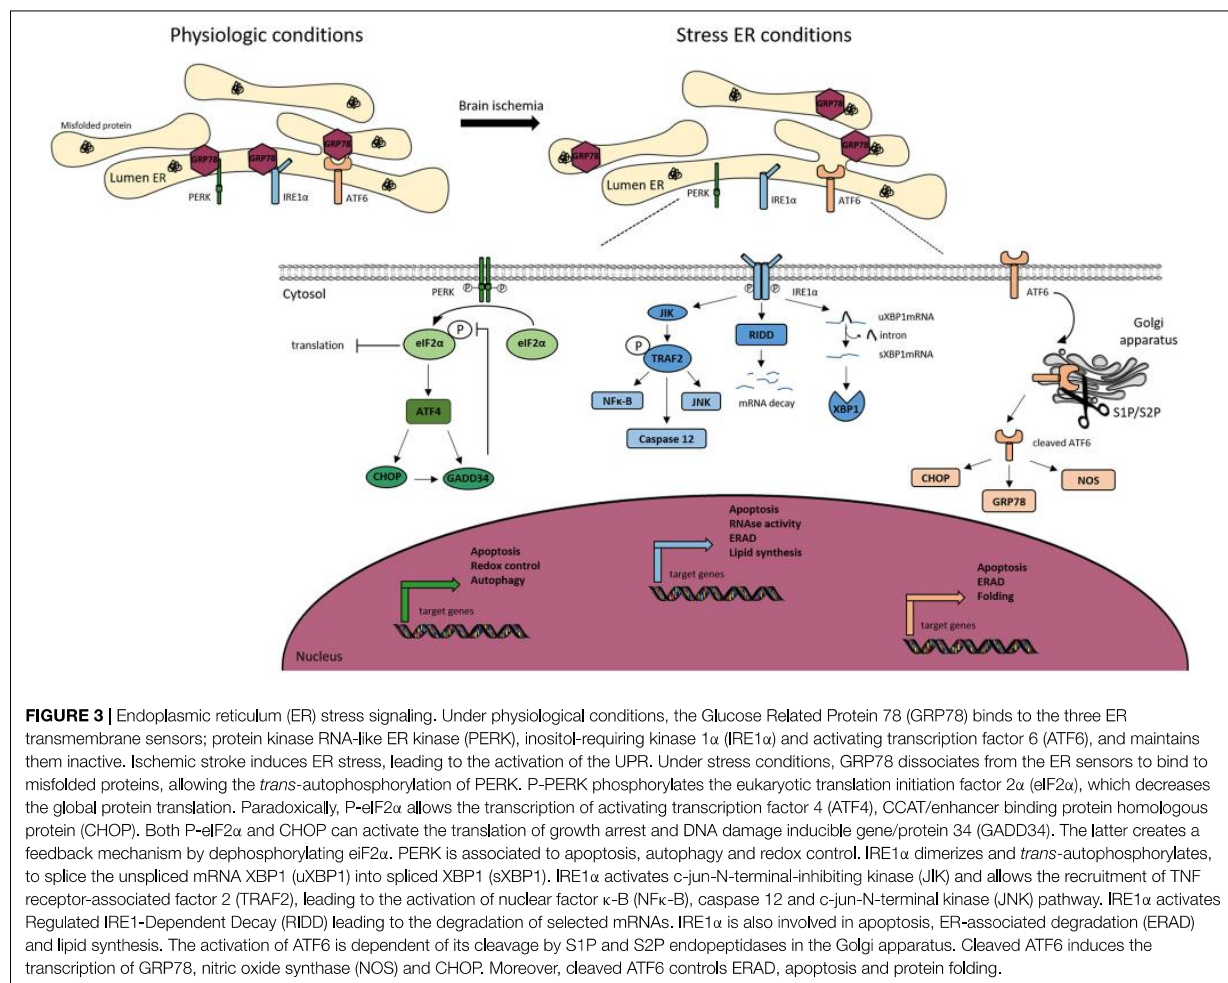 Physiologic conditions
Stress ER conditions
Brain ischemia
Misfolded protein
GRP78
GRP78
GRP78
Lumen ER
PERK
IRE1α
ATF6
GRP78
GRP78
GRP78
Lumen ER
PERK
IRE1α
ATF6
Cytosol
PERK
P
P
P
P
IRE1α
ATF6
translation
eIF2α
P
eIF2α
ATF4
CHOP
GADD34
JIK
P
TRAF2
NFκ-B
JNK
Caspase 12
RIDD
mRNA decay
uXBP1mRNA
intron
sXBP1mRNA
XBP1
Golgi
apparatus
S1P/S2P
cleaved ATF6
CHOP
GRP78
NOS
Apoptosis
Redox control
Autophagy
target genes
Apoptosis
RNAse activity
ERAD
Lipid synthesis
target genes
Apoptosis
ERAD
Folding
target genes
Nucleus
FIGURE 3 | Endoplasmic reticulum (ER) stress signaling. Under physiological conditions, the Glucose Related Protein 78 (GRP78) binds to the three ER
transmembrane sensors; protein kinase RNA-like ER kinase (PERK), inositol-requiring kinase 1α (IRE1α) and activating transcription factor 6 (ATF6), and maintains
them inactive. Ischemic stroke induces ER stress, leading to the activation of the UPR. Under stress conditions, GRP78 dissociates from the ER sensors to bind to
misfolded proteins, allowing the trans-autophosphorylation of PERK. P-PERK phosphorylates the eukaryotic translation initiation factor 2α (eIF2α), which decreases
the global protein translation. Paradoxically, P-eIF2α allows the transcription of activating transcription factor 4 (ATF4), CCAT/enhancer binding protein homologous
protein (CHOP). Both P-eIF2α and CHOP can activate the translation of growth arrest and DNA damage inducible gene/protein 34 (GADD34). The latter creates a
feedback mechanism by dephosphorylating eiF2α. PERK is associated to apoptosis, autophagy and redox control. IRE1α dimerizes and trans-autophosphorylates,
to splice the unspliced mRNA XBP1 (uXBP1) into spliced XBP1 (sXBP1). IRE1α activates c-jun-N-terminal-inhibiting kinase (JIK) and allows the recruitment of TNF
receptor-associated factor 2 (TRAF2), leading to the activation of nuclear factor κ-B (NFκ-B), caspase 12 and c-jun-N-terminal kinase (JNK) pathway. IRE1α activates
Regulated IRE1-Dependent Decay (RIDD) leading to the degradation of selected mRNAs. IRE1α is also involved in apoptosis, ER-associated degradation (ERAD)
and lipid synthesis. The activation of ATF6 is dependent of its cleavage by S1P and S2P endopeptidases in the Golgi apparatus. Cleaved ATF6 induces the
transcription of GRP78, nitric oxide synthase (NOS) and CHOP. Moreover, cleaved ATF6 controls ERAD, apoptosis and protein folding.